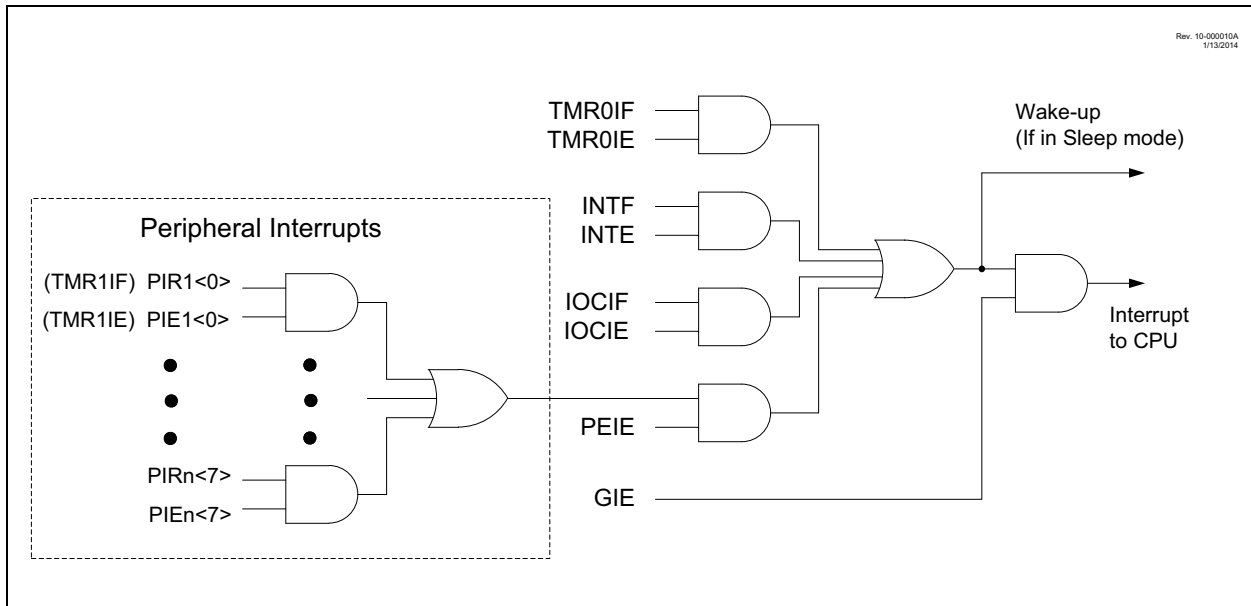 Rev. 10-000010A
1/13/2014
TMR0IF
TMR0IE
Wake-up
(If in Sleep mode)
INTF
INTE
Peripheral Interrupts
(TMR1IF) PIR1<0>
(TMR1IE) PIE1<0>
IOCIF
IOCIE
Interrupt
to CPU
PEIE
PIRn<7>
PIEn<7>
GIE